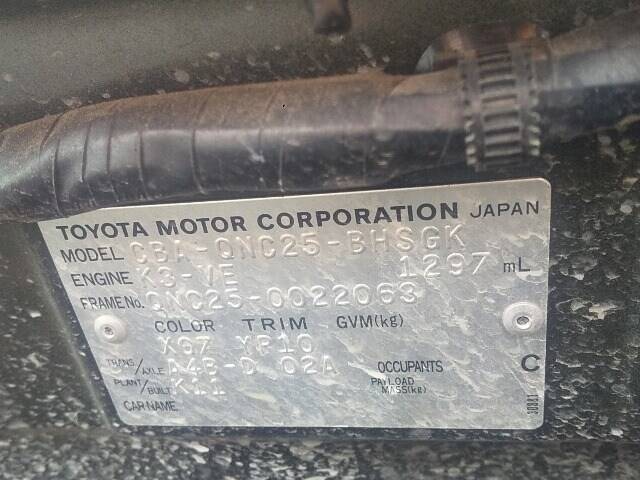 TOYOTA MOTOR CORPORATION JAPAN
MODEL CBA-QNC25-BHSGK
ENGINE K3-VE 1297 mL
FRAME No. QNC25-0022063
COLOR TRIM GVM(kg)
X07 XP10
TRANS/AXLE A4B-D 02A OCCUPANTS C
PLANT/BUILT K11 PAYLOAD MASS(kg)
CAR NAME